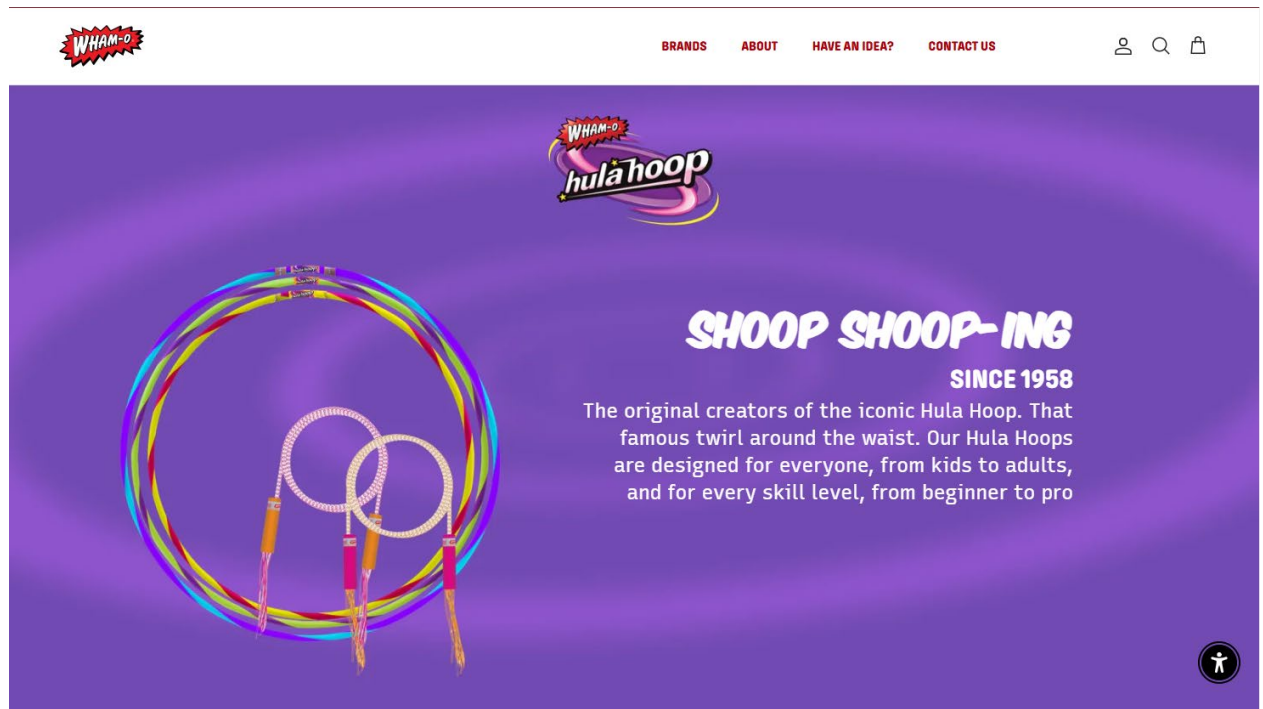 WHAM-O
BRANDS ABOUT HAVE AN IDEA? CONTACT US
WHAM-O
hula hoop
SHOOP SHOOP-ING
SINCE 1958
The original creators of the iconic Hula Hoop. That
famous twirl around the waist. Our Hula Hoops
are designed for everyone, from kids to adults,
and for every skill level, from beginner to pro